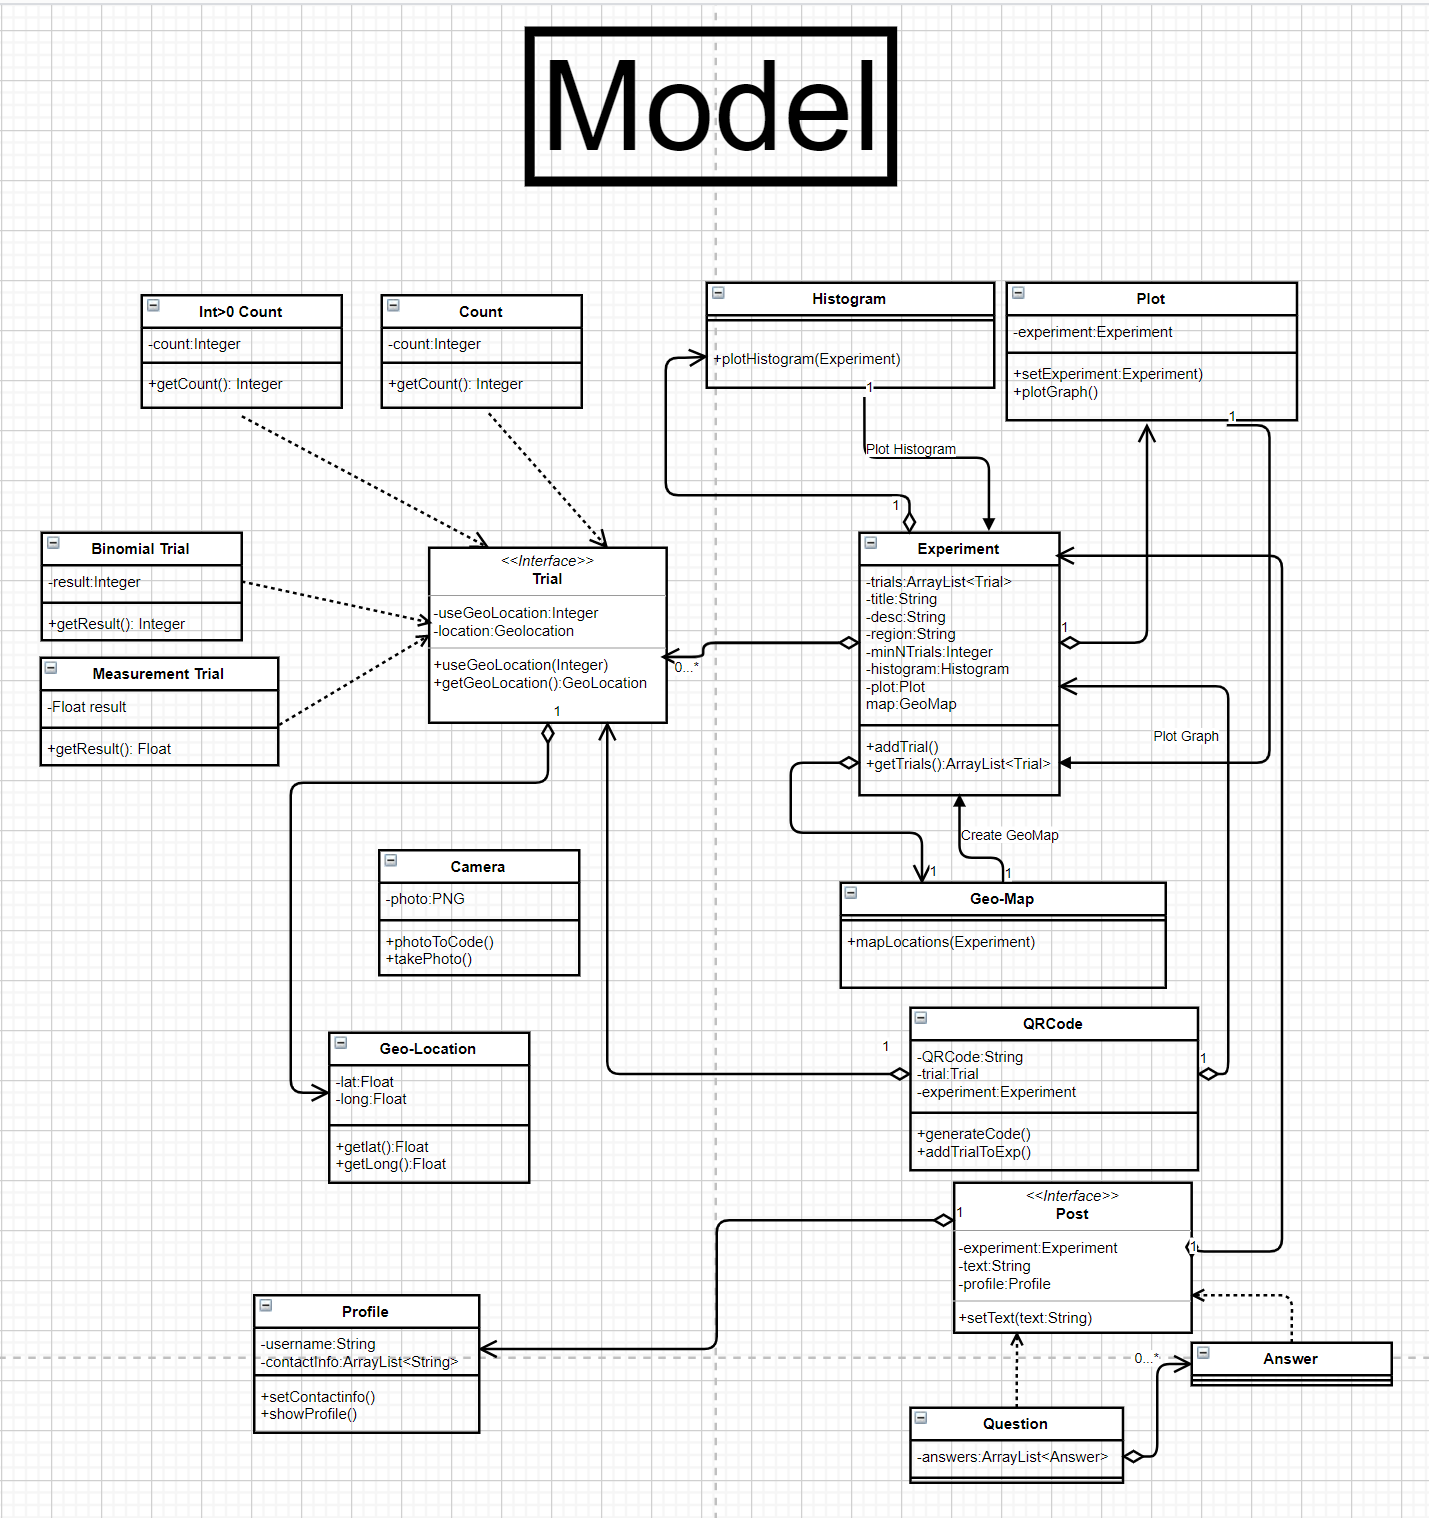 Model
Int>0 Count
-count:Integer
+getCount(): Integer
Count
-count:Integer
+getCount(): Integer
Histogram
+plotHistogram(Experiment)
1
Plot Histogram
Plot
-experiment:Experiment
+setExperiment:Experiment)
+plotGraph()
1
Binomial Trial
-result:Integer
+getResult(): Integer
Measurement Trial
-Float result
+getResult(): Float
<<Interface>>
Trial
-useGeoLocation:Integer
-location:Geolocation
+useGeoLocation(Integer)
+getGeoLocation():GeoLocation
1
0...*
1
Experiment
-trials:ArrayList<Trial>
-title:String
-desc:String
-region:String
-minNTrials:Integer
-histogram:Histogram
-plot:Plot
map:GeoMap
+addTrial()
+getTrials():ArrayList<Trial>
1
Plot Graph
Create GeoMap
1
1
Geo-Map
+mapLocations(Experiment)
Camera
-photo:PNG
+photoToCode()
+takePhoto()
Geo-Location
-lat:Float
-long:Float
+getlat():Float
+getLong():Float
1
QRCode
-QRCode:String
-trial:Trial
-experiment:Experiment
+generateCode()
+addTrialToExp()
1
<<Interface>>
Post
1
-experiment:Experiment
-text:String
-profile:Profile
+setText(text:String)
1
Profile
-username:String
-contactInfo:ArrayList<String>
+setContactinfo()
+showProfile()
0...*
Answer
Question
-answers:ArrayList<Answer>